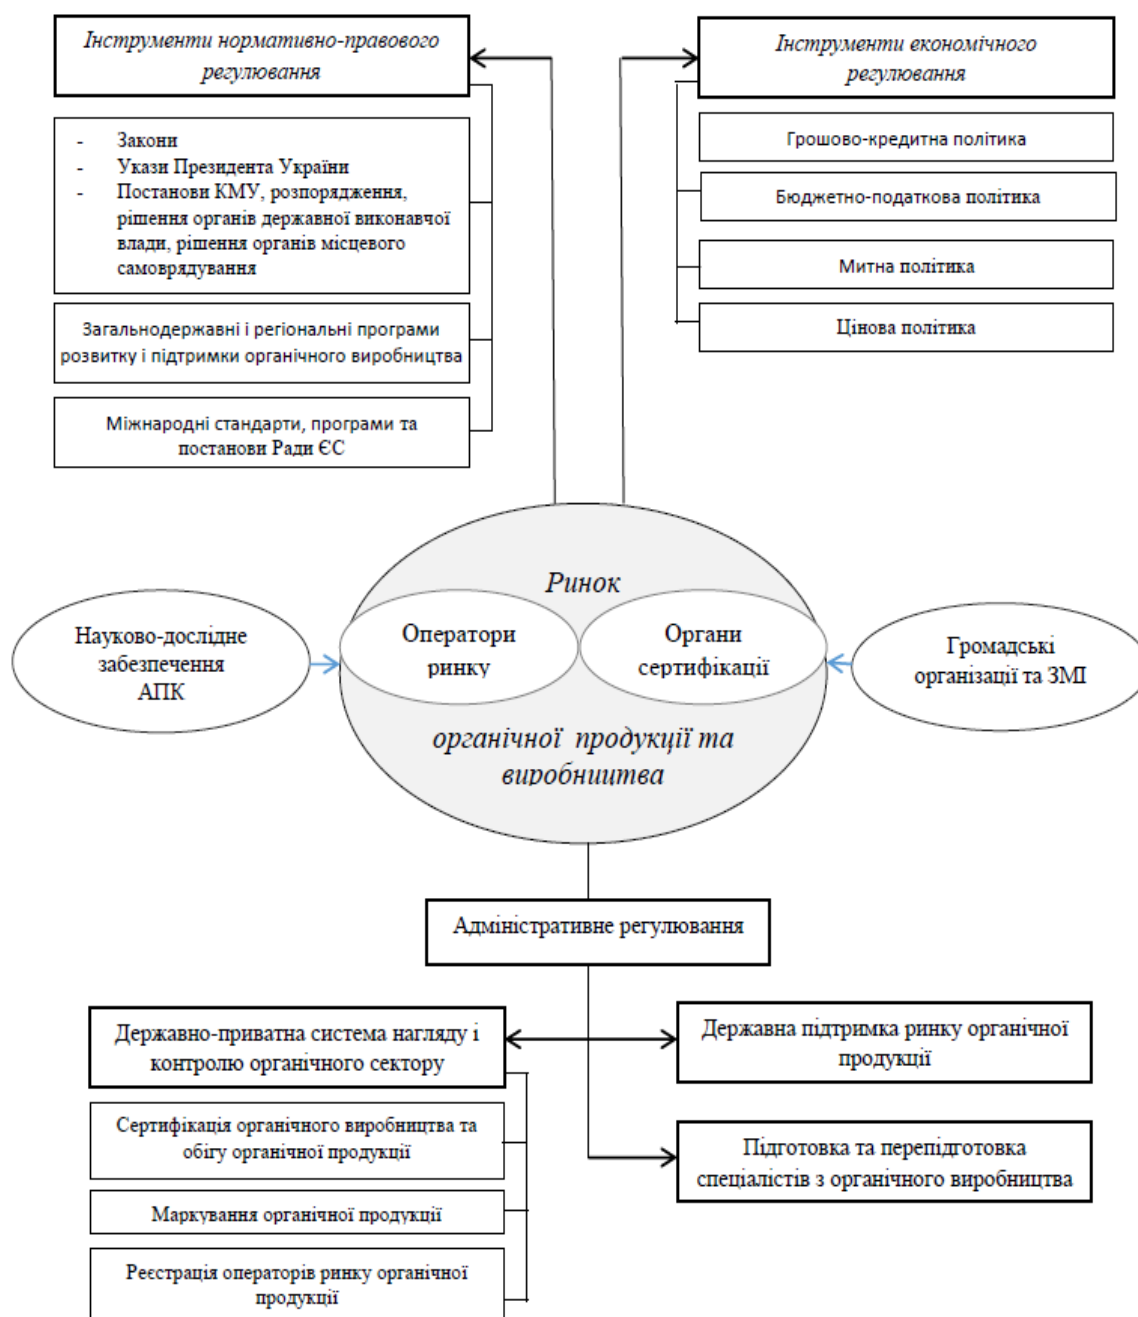 Інструменти нормативно-правового
регулювання
- Закони
- Укази Президента України
- Постанови КМУ, розпорядження,
рішення органів державної виконавчої
влади, рішення органів місцевого
самоврядування
Загальнодержавні і регіональні програми
розвитку і підтримки органічного виробництва
Міжнародні стандарти, програми та
постанови Ради ЄС
Інструменти економічного
регулювання
Грошово-кредитна політика
Бюджетно-податкова політика
Митна політика
Цінова політика
Науково-дослідне
забезпечення
АПК
Ринок
Оператори
ринку
Органи
сертифікації
органічної продукції та
виробництва
Громадські
організації та ЗМІ
Адміністративне регулювання
Державно-приватна система нагляду і
контролю органічного сектору
Сертифікація органічного виробництва та
обігу органічної продукції
Маркування органічної продукції
Реєстрація операторів ринку органічної
продукції
Державна підтримка ринку органічної
продукції
Підготовка та перепідготовка
спеціалістів з органічного виробництва